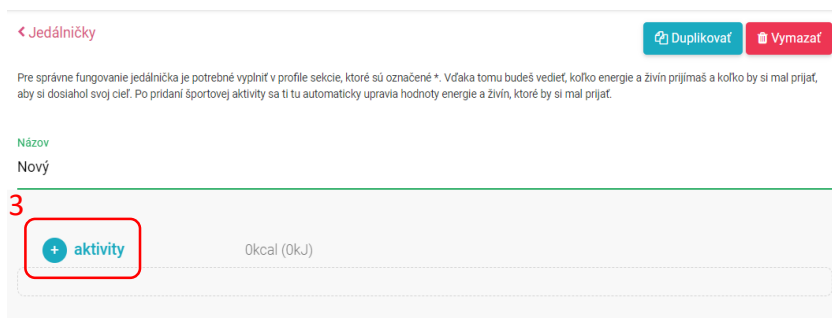 Jedálničky
Duplikovať
Vymazať
Pre správne fungovanie jedálnička je potrebné vyplniť v profile sekcie, ktoré sú označené *. Vďaka tomu budeš vedieť, koľko energie a živín prijímaš a koľko by si mal prijať,
aby si dosiahol svoj cieľ. Po pridaní športovej aktivity sa ti tu automaticky upravia hodnoty energie a živín, ktoré by si mal prijať.
Názov
Nový
3
aktivity
0kcal (0kJ)